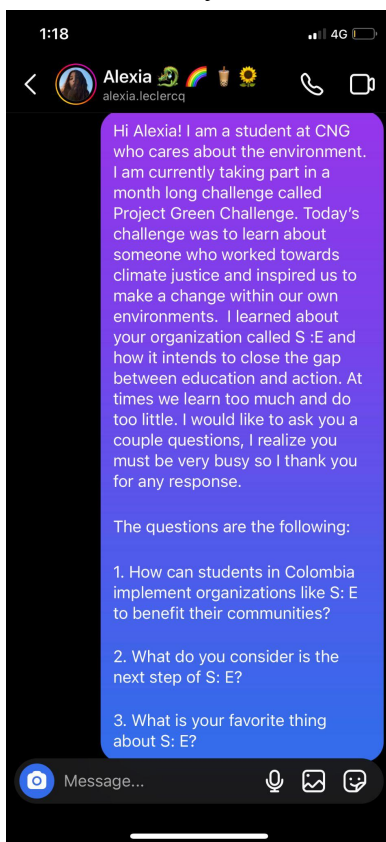 1:18
4G
Alexia
alexia.leclercq
Hi Alexia! I am a student at CNG
who cares about the environment.
I am currently taking part in a
month long challenge called
Project Green Challenge. Today’s
challenge was to learn about
someone who worked towards
climate justice and inspired us to
make a change within our own
environments.  I learned about
your organization called S :E and
how it intends to close the gap
between education and action. At
times we learn too much and do
too little. I would like to ask you a
couple questions, I realize you
must be very busy so I thank you
for any response.
The questions are the following:
1. How can students in Colombia
implement organizations like S: E
to benefit their communities?
2. What do you consider is the
next step of S: E?
3. What is your favorite thing
about S: E?
Message...